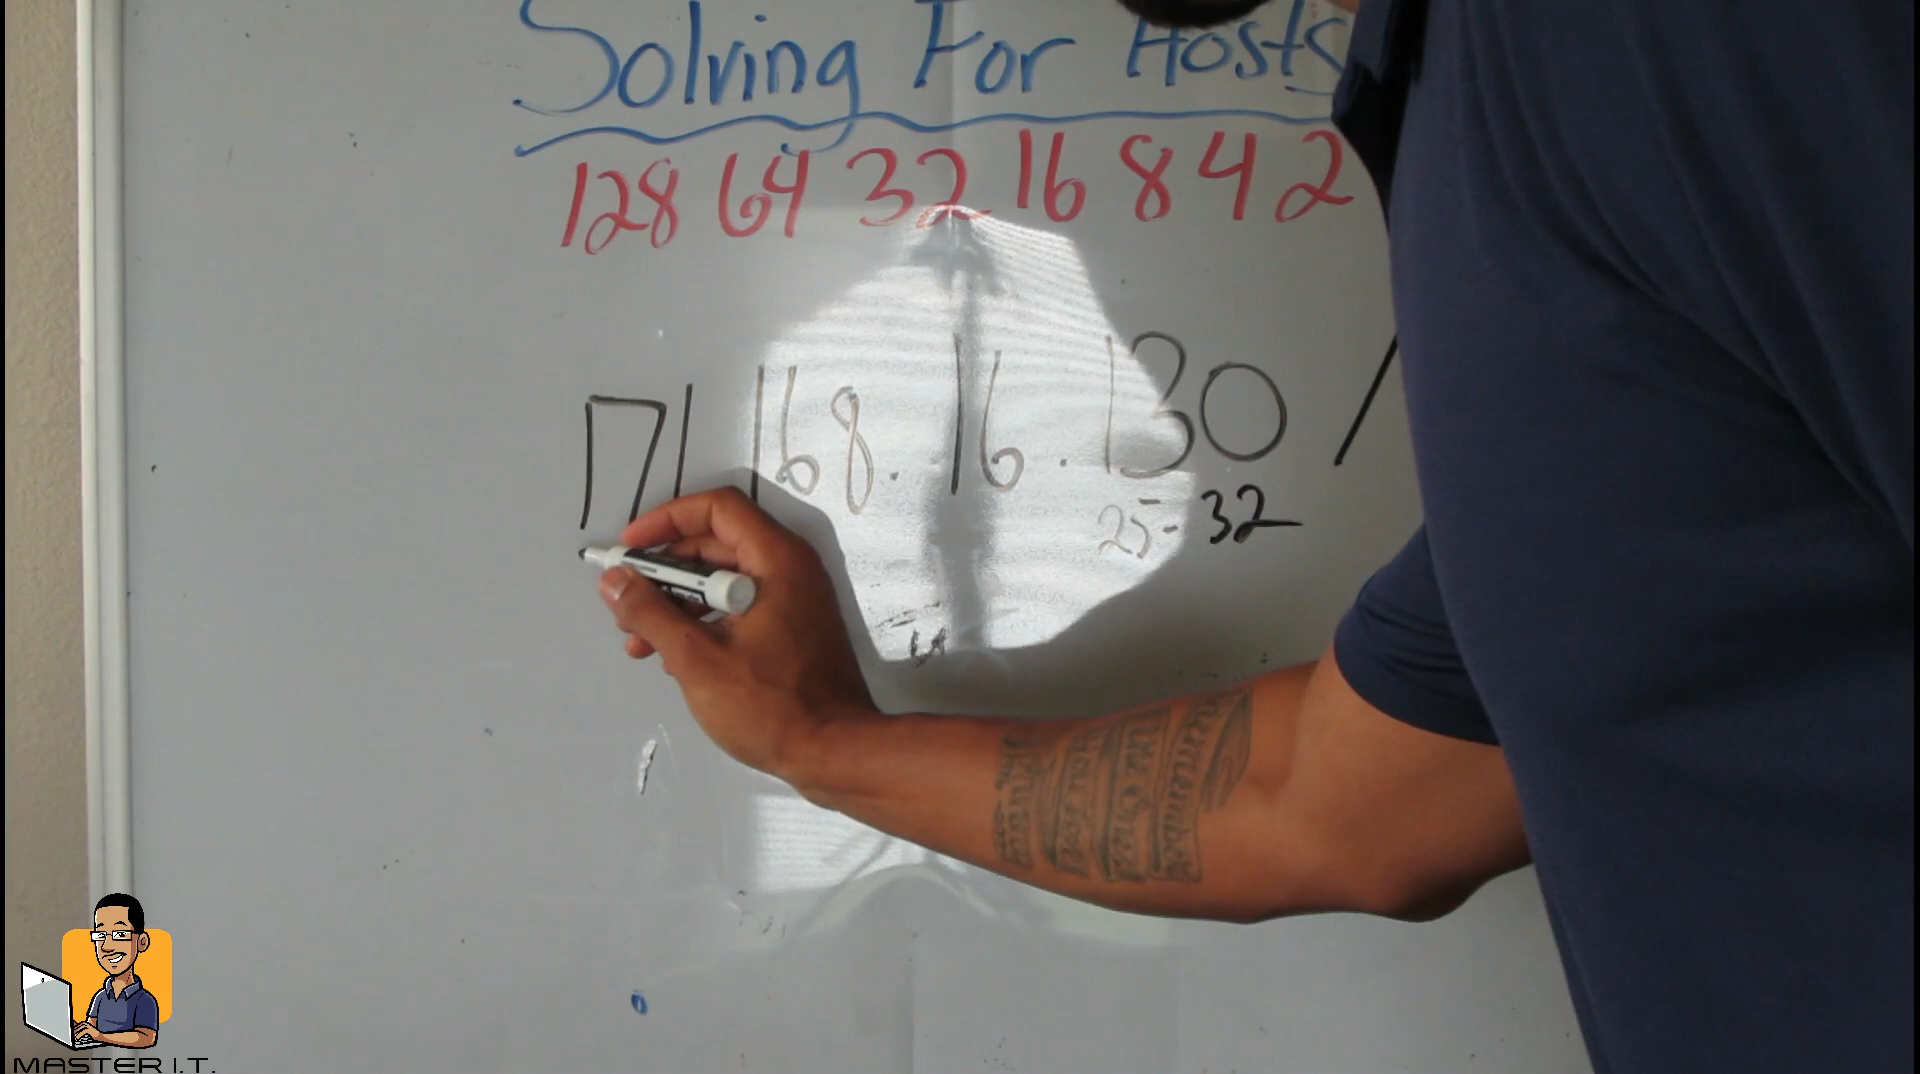 Solving For Hosts
128 64 32 16 8 4 2
171 168. 16. 130 /
25- 32
MASTER I.T.